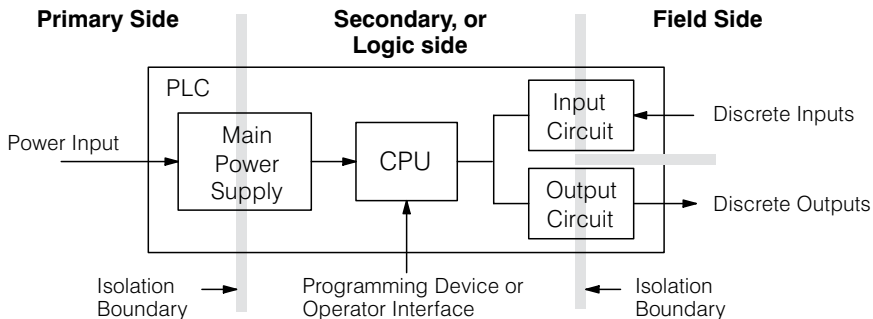 Primary Side
Secondary, or
Logic side
Field Side
PLC
Power Input
Main
Power
Supply
CPU
Input
Circuit
Discrete Inputs
Output
Circuit
Discrete Outputs
Isolation
Boundary
Programming Device or
Operator Interface
Isolation
Boundary